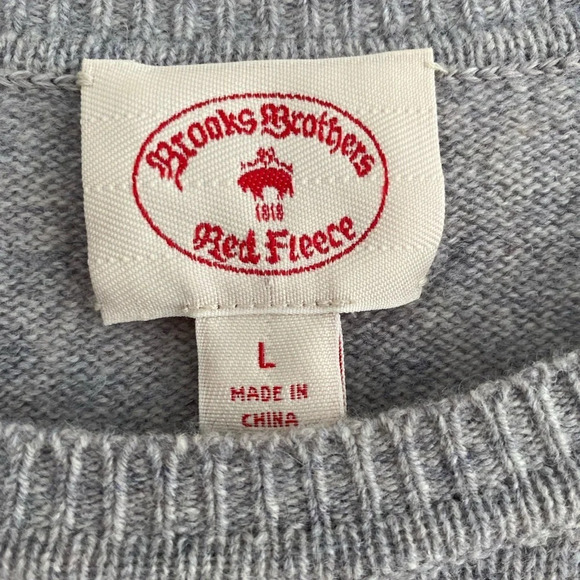 Brooks Brothers
1818
Red Fleece
L
MADE IN
CHINA